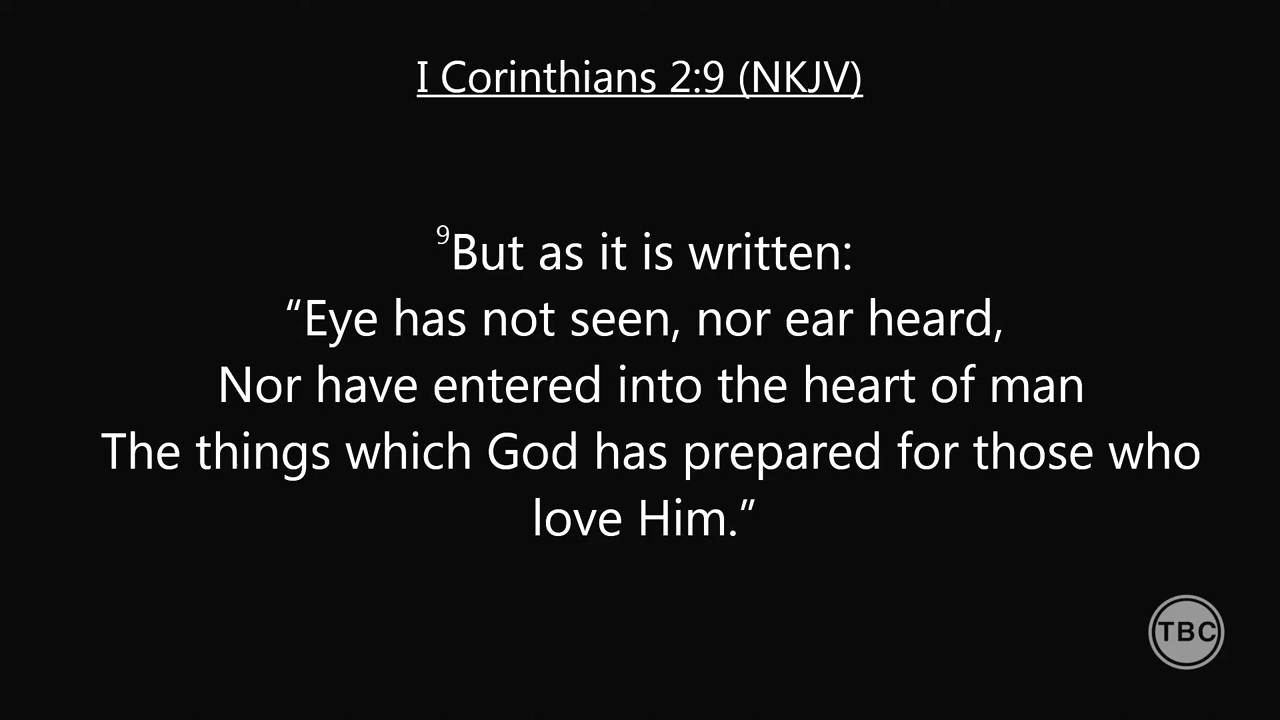 I Corinthians 2:9 (NKJV)
⁹But as it is written:
“Eye has not seen, nor ear heard,
Nor have entered into the heart of man
The things which God has prepared for those who
love Him.”
TBC